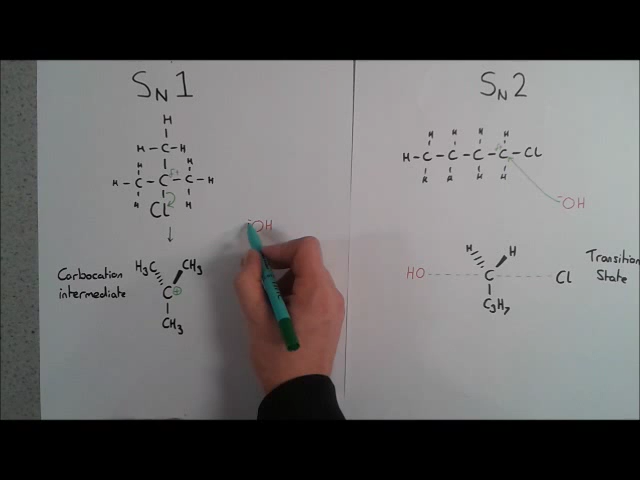 SN1
H
H-C-H
H H
H-C-C-C-H
δ+
H H
Cl
-OH
Carbocation
intermediate
H3C CH3
C⊕
CH3
SN2
H H H H
H-C-C-C-C-Cl
δ+
H H H H
-OH
H H
HO C Cl
C3H7
Transition
State